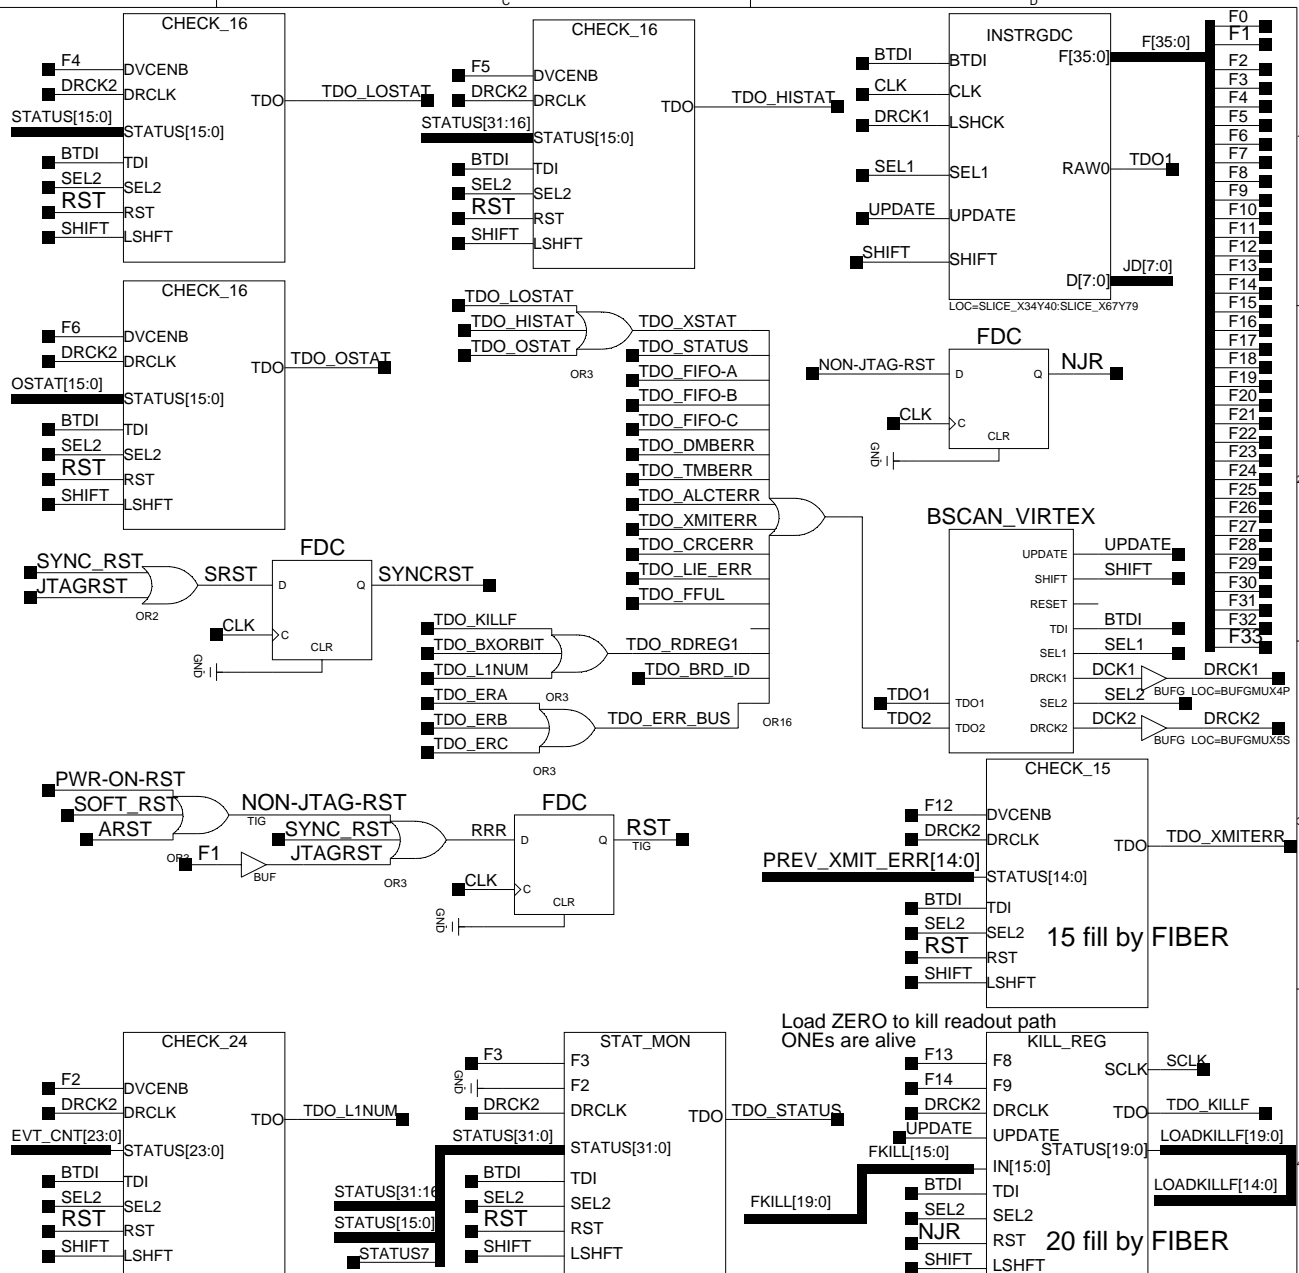 C
D
CHECK_16
F4
DVCENB
DRCK2
DRCLK
TDO
TDO_LOSTAT
STATUS[15:0]
STATUS[15:0]
BTDI
TDI
SEL2
SEL2
RST
RST
SHIFT
LSHFT
CHECK_16
F5
DVCENB
DRCK2
DRCLK
TDO
TDO_HISTAT
STATUS[31:16]
STATUS[15:0]
BTDI
TDI
SEL2
SEL2
RST
RST
SHIFT
LSHFT
INSTRGDC
BTDI
BTDI
F[35:0]
F[35:0]
CLK
CLK
DRCK1
LSHCK
SEL1
SEL1
RAW0
TDO1
UPDATE
UPDATE
SHIFT
SHIFT
D[7:0]
JD[7:0]
LOC=SLICE_X34Y40:SLICE_X67Y79
F0
F1
F2
F3
F4
F5
F6
F7
F8
F9
F10
F11
F12
F13
F14
F15
F16
F17
F18
F19
F20
F21
F22
F23
F24
F25
F26
F27
F28
F29
F30
F31
F32
F33
CHECK_16
F6
DVCENB
DRCK2
DRCLK
TDO
TDO_OSTAT
OSTAT[15:0]
STATUS[15:0]
BTDI
TDI
SEL2
SEL2
RST
RST
SHIFT
LSHFT
TDO_LOSTAT
TDO_HISTAT
TDO_OSTAT
OR3
TDO_XSTAT
TDO_STATUS
TDO_FIFO-A
TDO_FIFO-B
TDO_FIFO-C
TDO_DMBERR
TDO_TMBERR
TDO_ALCTERR
TDO_XMITERR
TDO_CRCERR
TDO_LIE_ERR
TDO_FFUL
TDO_KILLF
TDO_BXORBIT
TDO_L1NUM
OR3
TDO_RDREG1
TDO_BRD_ID
TDO_ERA
TDO_ERB
TDO_ERC
OR3
TDO_ERR_BUS
OR16
FDC
NON-JTAG-RST
D
Q
NJR
CLK
C
CLR
GND
SYNC_RST
JTAGRST
OR2
SRST
FDC
D
Q
SYNCRST
CLK
C
CLR
GND
BSCAN_VIRTEX
UPDATE
UPDATE
SHIFT
SHIFT
RESET
TDI
BTDI
SEL1
SEL1
DRCK1
DCK1
BUFG
DRCK1
LOC=BUFGMUX4P
TDO1
TDO1
SEL2
SEL2
TDO2
TDO2
DRCK2
DCK2
BUFG
DRCK2
LOC=BUFGMUX5S
PWR-ON-RST
SOFT_RST
ARST
NON-JTAG-RST
TIG
SYNC_RST
F1
BUF
JTAGRST
OR3
RRR
FDC
D
Q
RST
TIG
CLK
C
CLR
GND
CHECK_15
F12
DVCENB
DRCK2
DRCLK
TDO
TDO_XMITERR
PREV_XMIT_ERR[14:0]
STATUS[14:0]
BTDI
TDI
SEL2
SEL2
RST
RST
SHIFT
LSHFT
15 fill by FIBER
CHECK_24
F2
DVCENB
DRCK2
DRCLK
TDO
TDO_L1NUM
EVT_CNT[23:0]
STATUS[23:0]
BTDI
TDI
SEL2
SEL2
RST
RST
SHIFT
LSHFT
STAT_MON
F3
F3
GND
F2
DRCK2
DRCLK
TDO
TDO_STATUS
STATUS[31:0]
STATUS[31:0]
BTDI
TDI
SEL2
SEL2
RST
RST
SHIFT
LSHFT
STATUS[31:16
STATUS[15:0]
STATUS7
Load ZERO to kill readout path
ONEs are alive
KILL_REG
F13
F8
SCLK
SCLK
F14
F9
DRCK2
DRCLK
TDO
TDO_KILLF
UPDATE
UPDATE
STATUS[19:0]
LOADKILLF[19:0]
FKILL[15:0]
IN[15:0]
LOADKILLF[14:0]
FKILL[19:0]
BTDI
TDI
SEL2
SEL2
NJR
RST
SHIFT
LSHFT
20 fill by FIBER